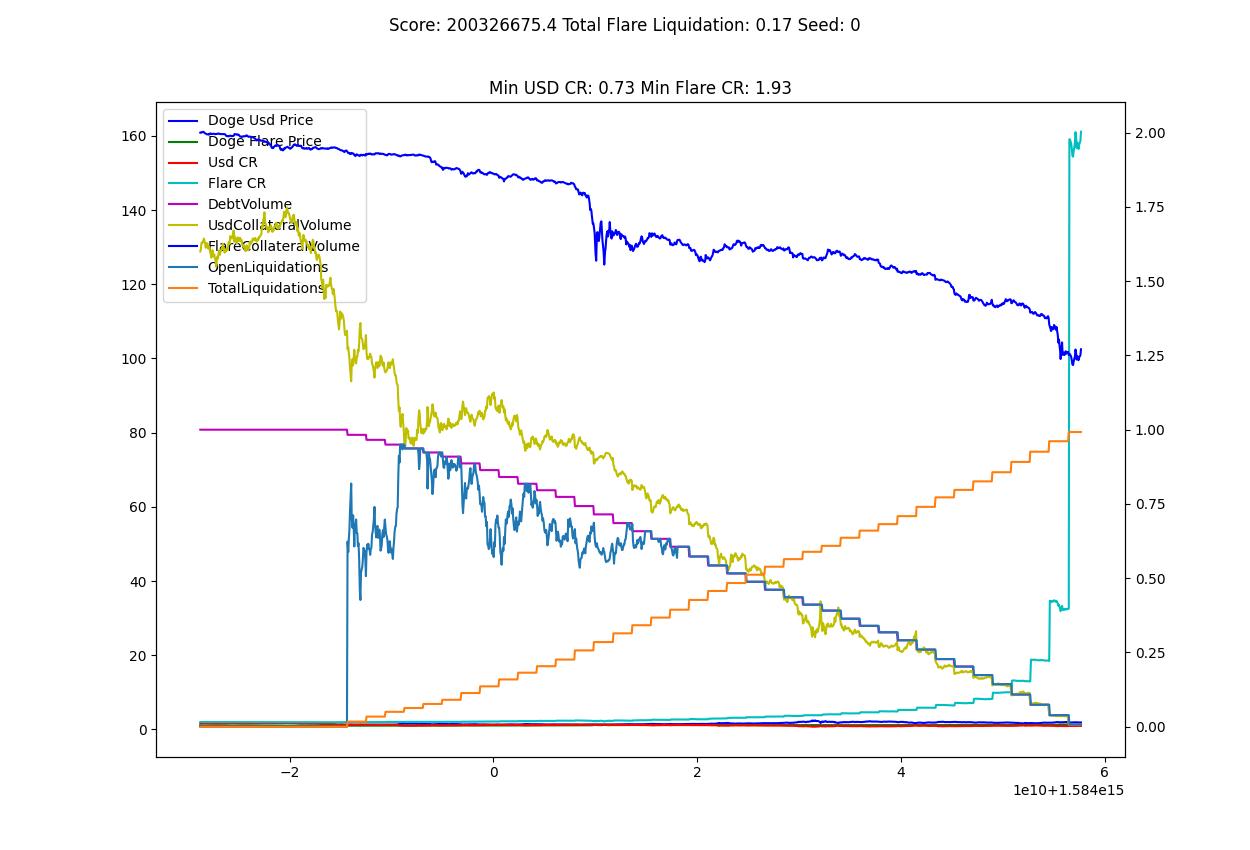 Score: 200326675.4 Total Flare Liquidation: 0.17 Seed: 0
Min USD CR: 0.73 Min Flare CR: 1.93
Doge Usd Price
Doge Flare Price
Usd CR
Flare CR
DebtVolume
UsdCollateralVolume
FlareCollateralVolume
OpenLiquidations
TotalLiquidations
160
140
120
100
80
60
40
20
0
2.00
1.75
1.50
1.25
1.00
0.75
0.50
0.25
0.00
−2 0 2 4 6
1e10+1.584e15